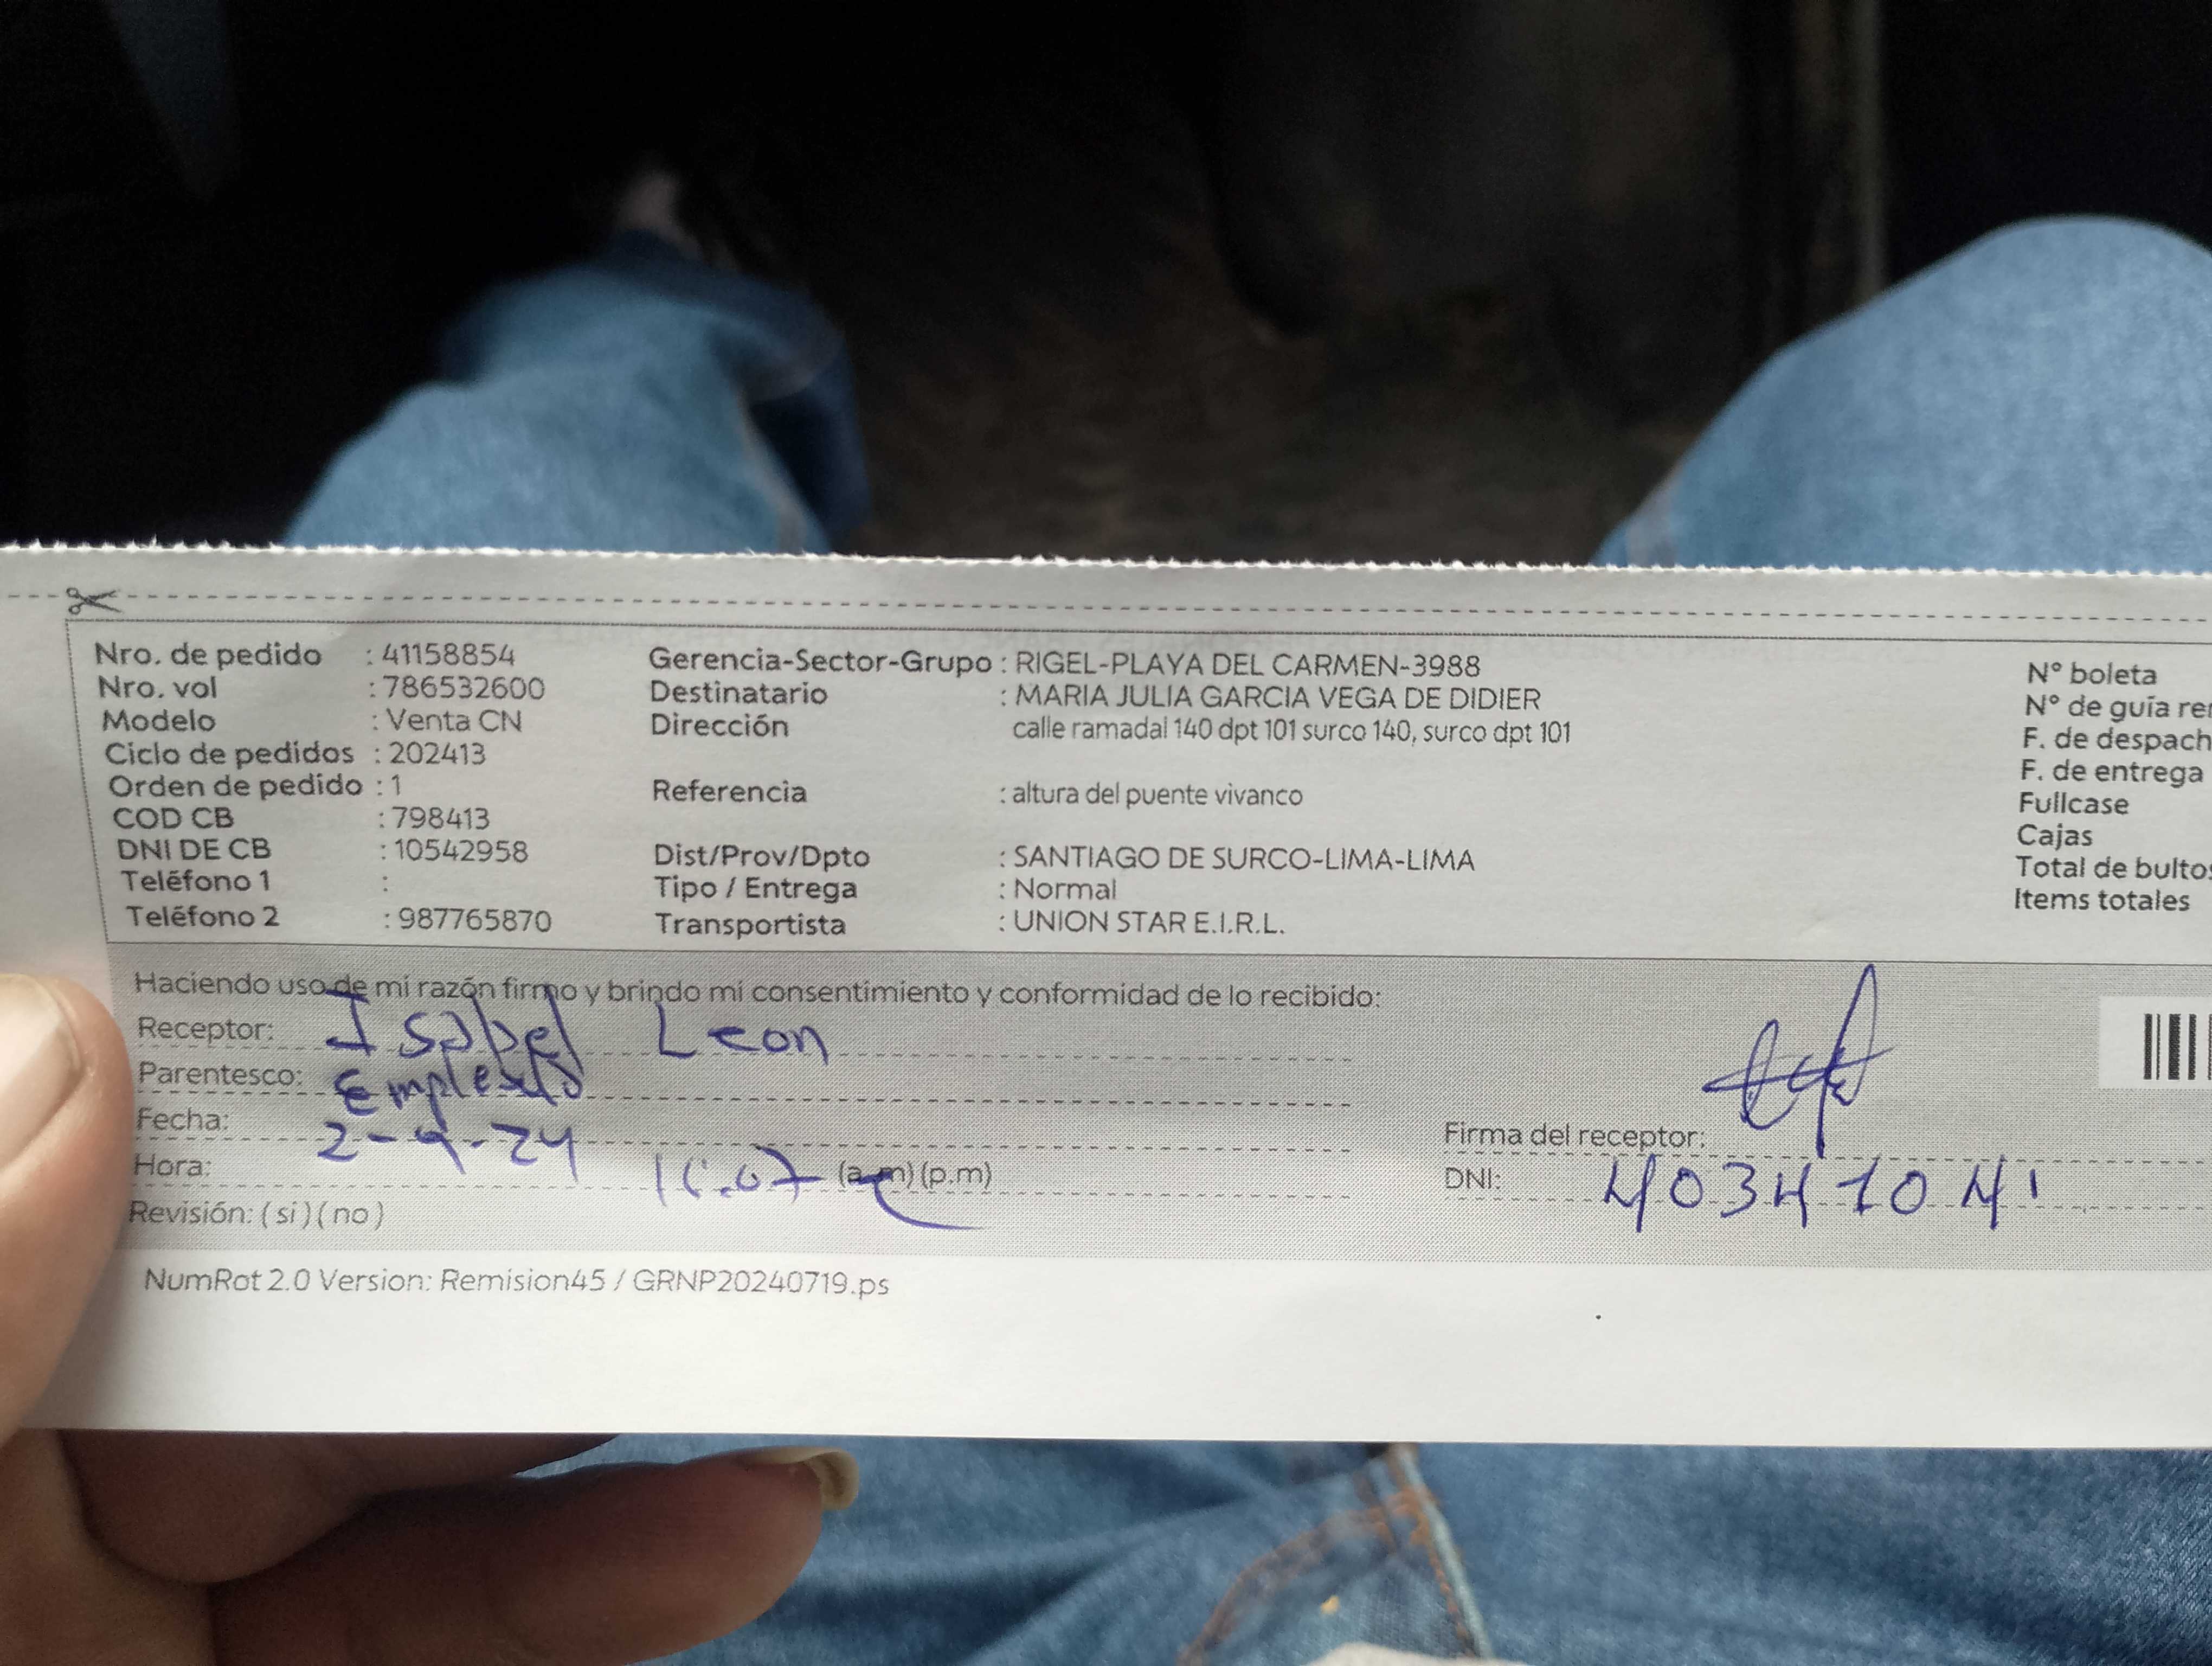 Nro. de pedido : 41158854
Nro. vol : 786532600
Modelo : Venta CN
Ciclo de pedidos : 202413
Orden de pedido : 1
COD CB : 798413
DNI DE CB : 10542958
Teléfono 1 :
Teléfono 2 : 987765870
Gerencia-Sector-Grupo : RIGEL-PLAYA DEL CARMEN-3988
Destinatario : MARIA JULIA GARCIA VEGA DE DIDIER
Dirección calle ramadal 140 dpt 101 surco 140, surco dpt 101
Referencia : altura del puente vivanco
Dist/Prov/Dpto : SANTIAGO DE SURCO-LIMA-LIMA
Tipo / Entrega : Normal
Transportista : UNION STAR E.I.R.L.
N° boleta
N° de guía
F. de despach
F. de entrega
Fullcase
Cajas
Total de bultos
Items totales
Haciendo uso de mi razón firmo y brindo mi consentimiento y conformidad de lo recibido:
Receptor: Isabel Leon
Parentesco:
Fecha: 2-9-24
Hora: (a.m) (p.m)
Revisión: ( si ) ( no )
Firma del receptor:
DNI: 40341041
NumRot 2.0 Version: Remision45 / GRNP20240719.ps